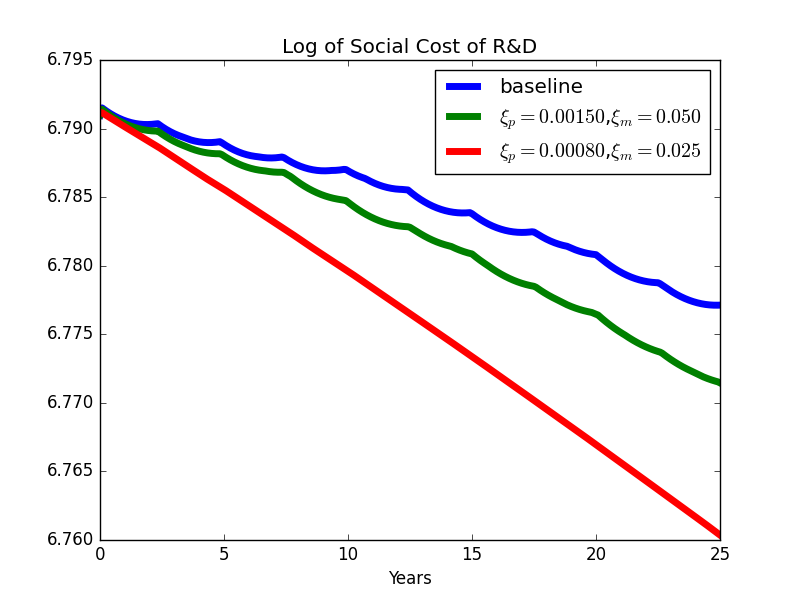 Log of Social Cost of R&D
6.795
6.790
6.785
6.780
6.775
6.770
6.765
6.760
baseline
ξp = 0.00150,ξm = 0.050
ξp = 0.00080,ξm = 0.025
0 5 10 15 20 25
Years